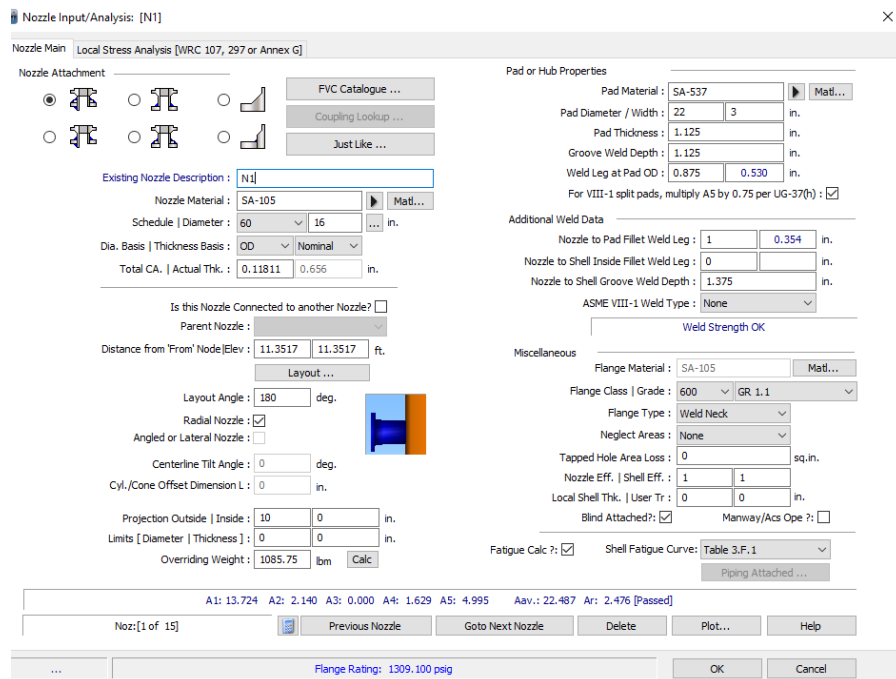 Nozzle Input/Analysis: [N1]
Nozzle Main Local Stress Analysis [WRC 107, 297 or Annex G]
Nozzle Attachment
FVC Catalogue ...
Coupling Lookup ...
Just Like ...
Existing Nozzle Description : N1
Nozzle Material : SA-105 Matl...
Schedule | Diameter : 60 16 ... in.
Dia. Basis | Thickness Basis : OD Nominal
Total CA. | Actual Thk. : 0.11811 0.656 in.
Is this Nozzle Connected to another Nozzle?
Parent Nozzle :
Distance from 'From' Node|Elev : 11.3517 11.3517 ft.
Layout ...
Layout Angle : 180 deg.
Radial Nozzle :
Angled or Lateral Nozzle :
Centerline Tilt Angle : 0 deg.
Cyl./Cone Offset Dimension L : 0 in.
Projection Outside | Inside : 10 0 in.
Limits [ Diameter | Thickness ] : 0 0 in.
Overriding Weight : 1085.75 lbm Calc
Pad or Hub Properties
Pad Material : SA-537 Matl...
Pad Diameter / Width : 22 3 in.
Pad Thickness : 1.125 in.
Groove Weld Depth : 1.125 in.
Weld Leg at Pad OD : 0.875 0.530 in.
For VIII-1 split pads, multiply A5 by 0.75 per UG-37(h) :
Additional Weld Data
Nozzle to Pad Fillet Weld Leg : 1 0.354 in.
Nozzle to Shell Inside Fillet Weld Leg : 0 in.
Nozzle to Shell Groove Weld Depth : 1.375 in.
ASME VIII-1 Weld Type : None
Weld Strength OK
Miscellaneous
Flange Material : SA-105 Matl...
Flange Class | Grade : 600 GR 1.1
Flange Type : Weld Neck
Neglect Areas : None
Tapped Hole Area Loss : 0 sq.in.
Nozzle Eff. | Shell Eff. : 1 1
Local Shell Thk. | User Tr : 0 0 in.
Blind Attached?: Manway/Acs Ope ?:
Fatigue Calc ?: Shell Fatigue Curve: Table 3.F.1
Piping Attached ...
A1: 13.724 A2: 2.140 A3: 0.000 A4: 1.629 A5: 4.995 Aav.: 22.487 Ar: 2.476 [Passed]
Noz:[1 of 15] Previous Nozzle Goto Next Nozzle Delete Plot... Help
... Flange Rating: 1309.100 psig OK Cancel